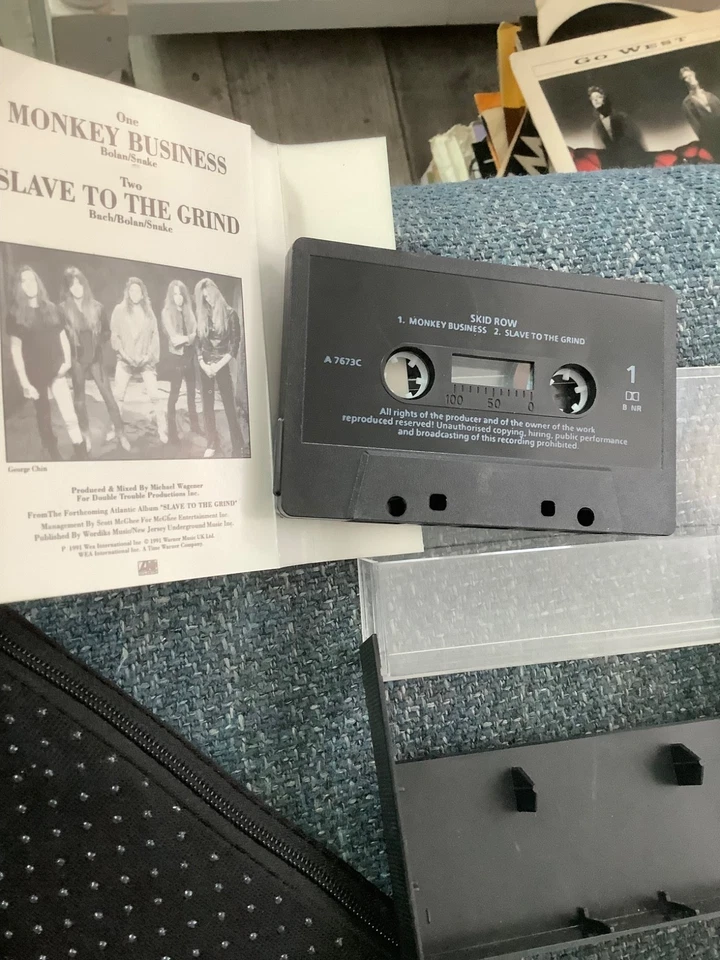 One
MONKEY BUSINESS
Bolan/Snake
Two
SLAVE TO THE GRIND
Bach/Bolan/Snake
George Chin
Produced & Mixed By Michael Wagener
For Double Trouble Productions Inc.
From The Forthcoming Atlantic Album "SLAVE TO THE GRIND"
Management By Scott McGhee For McGhee Entertainment Inc.
Published By Wordiks Music/New Jersey Underground Music Inc.
P 1991 Wea International Inc © 1991 Warner Music UK Ltd.
WEA International Inc. A Time Warner Company.
SKID ROW
1. MONKEY BUSINESS 2. SLAVE TO THE GRIND
A 7673C
1
B NR
100 50 0
All rights of the producer and of the owner of the work
reproduced reserved! Unauthorised copying, hiring, public performance
and broadcasting of this recording prohibited.
GO WEST